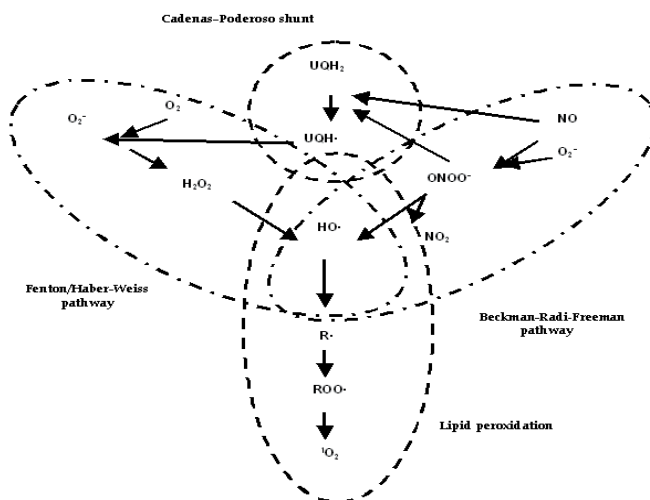 Cadenas–Poderoso shunt
UQH₂
O₂⁻
O₂
NO
UQH·
O₂⁻
H₂O₂
ONOO⁻
HO·
NO₂
Fenton/Haber-Weiss
pathway
Beckman-Radi-Freeman
pathway
R·
ROO·
Lipid peroxidation
¹O₂